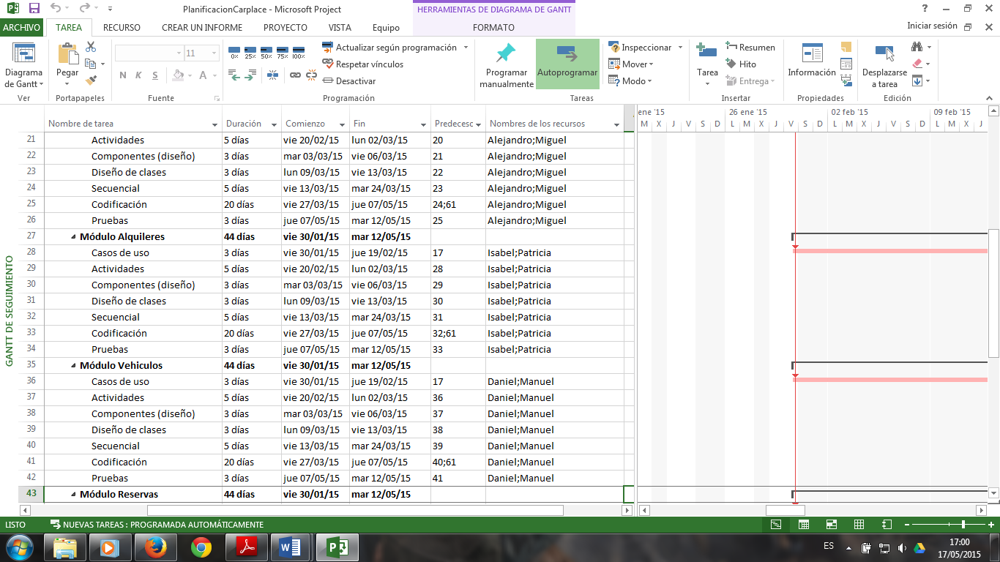 PlanificacionCarplace - Microsoft Project
HERRAMIENTAS DE DIAGRAMA DE GANTT
ARCHIVO TAREA RECURSO CREAR UN INFORME PROYECTO VISTA Equipo FORMATO Iniciar sesión
Diagrama de Gantt
Ver
Pegar
Portapapeles
11
N K S A
Fuente
0% 25% 50% 75% 100%
Actualizar según programación
Respetar vínculos
Desactivar
Programación
Programar manualmente
Autoprogramar
Inspeccionar
Mover
Modo
Tareas
Tarea
Resumen
Hito
Entrega
Insertar
Información
Propiedades
Desplazarse a tarea
Edición
Nombre de tarea Duración Comienzo Fin Predecesc Nombres de los recursos
ene '15 26 ene '15 02 feb '15 09 feb '15
M X J V S D L M X J V S D L M X J V S D L M X J
21 Actividades 5 días vie 20/02/15 lun 02/03/15 20 Alejandro;Miguel
22 Componentes (diseño) 3 días mar 03/03/15 vie 06/03/15 21 Alejandro;Miguel
23 Diseño de clases 3 días lun 09/03/15 vie 13/03/15 22 Alejandro;Miguel
24 Secuencial 5 días vie 13/03/15 mar 24/03/15 23 Alejandro;Miguel
25 Codificación 20 días vie 27/03/15 jue 07/05/15 24;61 Alejandro;Miguel
26 Pruebas 3 días jue 07/05/15 mar 12/05/15 25 Alejandro;Miguel
27 Módulo Alquileres 44 días vie 30/01/15 mar 12/05/15
28 Casos de uso 3 días vie 30/01/15 jue 19/02/15 17 Isabel;Patricia
29 Actividades 5 días vie 20/02/15 lun 02/03/15 28 Isabel;Patricia
30 Componentes (diseño) 3 días mar 03/03/15 vie 06/03/15 29 Isabel;Patricia
31 Diseño de clases 3 días lun 09/03/15 vie 13/03/15 30 Isabel;Patricia
32 Secuencial 5 días vie 13/03/15 mar 24/03/15 31 Isabel;Patricia
33 Codificación 20 días vie 27/03/15 jue 07/05/15 32;61 Isabel;Patricia
34 Pruebas 3 días jue 07/05/15 mar 12/05/15 33 Isabel;Patricia
35 Módulo Vehiculos 44 días vie 30/01/15 mar 12/05/15
36 Casos de uso 3 días vie 30/01/15 jue 19/02/15 17 Daniel;Manuel
37 Actividades 5 días vie 20/02/15 lun 02/03/15 36 Daniel;Manuel
38 Componentes (diseño) 3 días mar 03/03/15 vie 06/03/15 37 Daniel;Manuel
39 Diseño de clases 3 días lun 09/03/15 vie 13/03/15 38 Daniel;Manuel
40 Secuencial 5 días vie 13/03/15 mar 24/03/15 39 Daniel;Manuel
41 Codificación 20 días vie 27/03/15 jue 07/05/15 40;61 Daniel;Manuel
42 Pruebas 3 días jue 07/05/15 mar 12/05/15 41 Daniel;Manuel
43 Módulo Reservas 44 días vie 30/01/15 mar 12/05/15
GANTT DE SEGUIMIENTO
LISTO NUEVAS TAREAS : PROGRAMADA AUTOMÁTICAMENTE
ES
17:00
17/05/2015